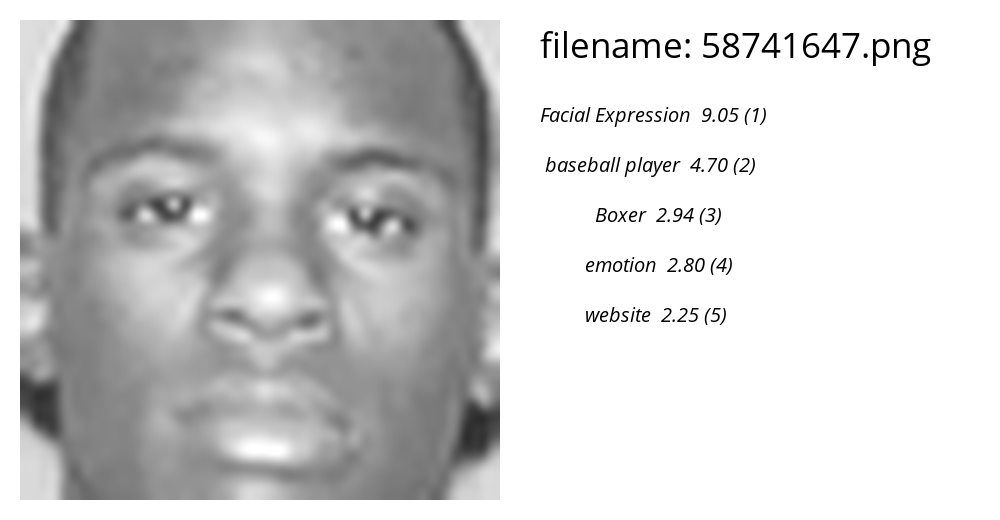 filename: 58741647.png
Facial Expression 9.05 (1)
baseball player 4.70 (2)
Boxer 2.94 (3)
emotion 2.80 (4)
website 2.25 (5)